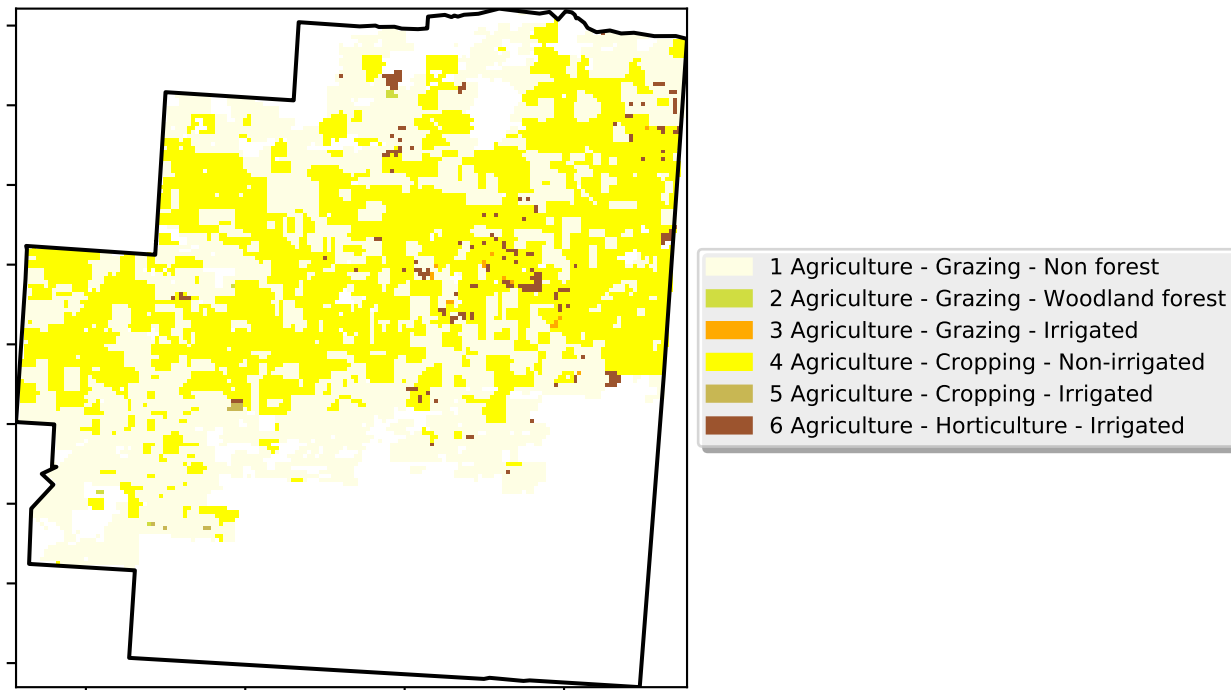 1 Agriculture - Grazing - Non forest
2 Agriculture - Grazing - Woodland forest
3 Agriculture - Grazing - Irrigated
4 Agriculture - Cropping - Non-irrigated
5 Agriculture - Cropping - Irrigated
6 Agriculture - Horticulture - Irrigated